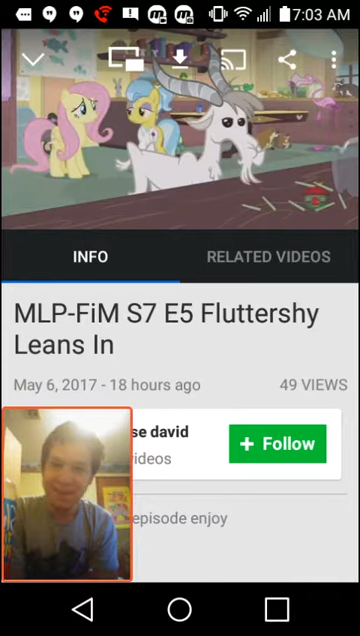 7:03 AM
INFO
RELATED VIDEOS
MLP-FiM S7 E5 Fluttershy
Leans In
May 6, 2017 - 18 hours ago
49 VIEWS
se david
+ Follow
videos
episode enjoy